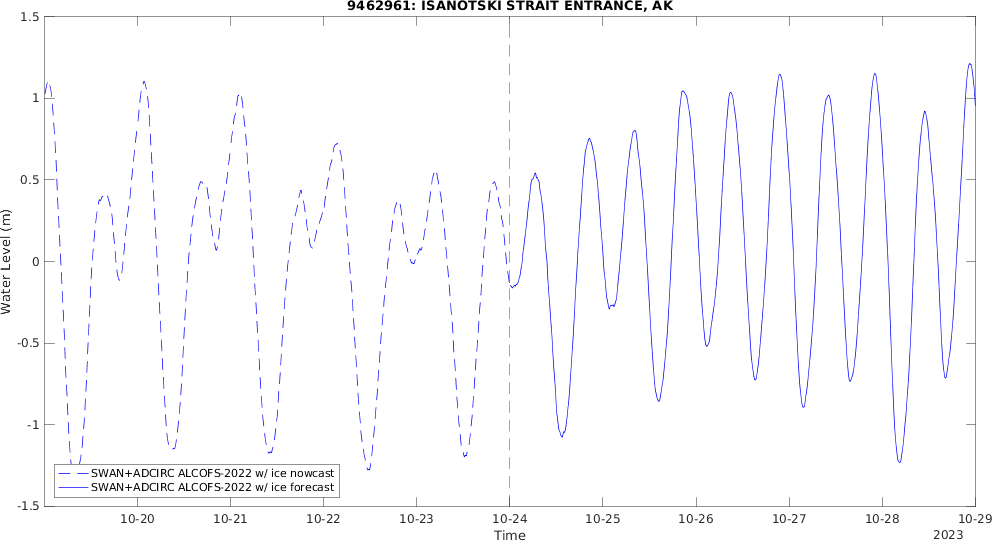 9462961: ISANOTSKI STRAIT ENTRANCE, AK
1.5
1
0.5
0
-0.5
-1
-1.5
Water Level (m)
SWAN+ADCIRC ALCOFS-2022 w/ ice nowcast
SWAN+ADCIRC ALCOFS-2022 w/ ice forecast
10-20 10-21 10-22 10-23 10-24 10-25 10-26 10-27 10-28 10-29
Time
2023